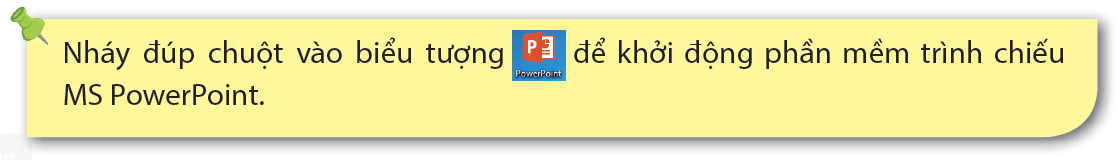 Nháy đúp chuột vào biểu tượng PowerPoint để khởi động phần mềm trình chiếu
MS PowerPoint.